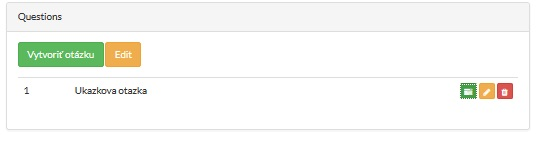 Questions
Vytvoriť otázku Edit
1 Ukazkova otazka